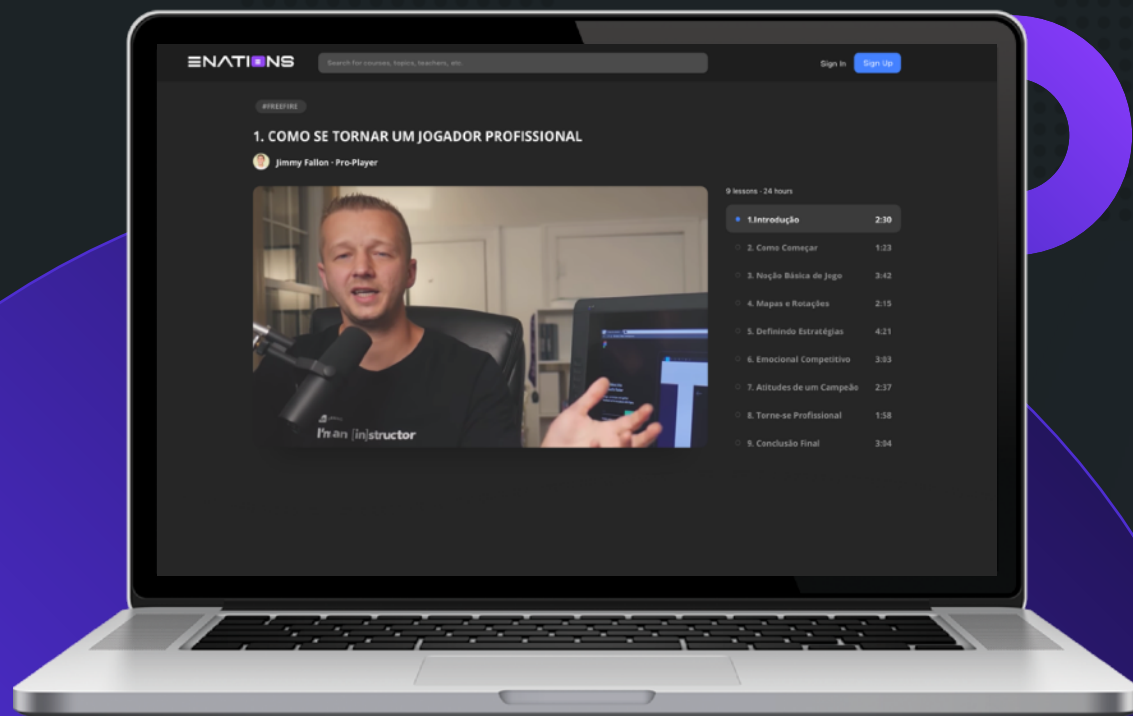 ENATIONS
Search for courses, topics, teachers, etc
Sign In
Sign Up
#FREEFIRE
1. COMO SE TORNAR UM JOGADOR PROFISSIONAL
Jimmy Fallon · Pro-Player
9 lessons · 24 hours
1.Introdução 2:30
2. Como Começar 1:23
3. Noção Básica de Jogo 3:42
4. Mapas e Rotações 2:15
5. Definindo Estratégias 4:21
6. Emocional Competitivo 3:03
7. Atitudes de um Campeão 2:37
8. Torne-se Profissional 1:58
9. Conclusão Final 3:04
I'm an [in]structor